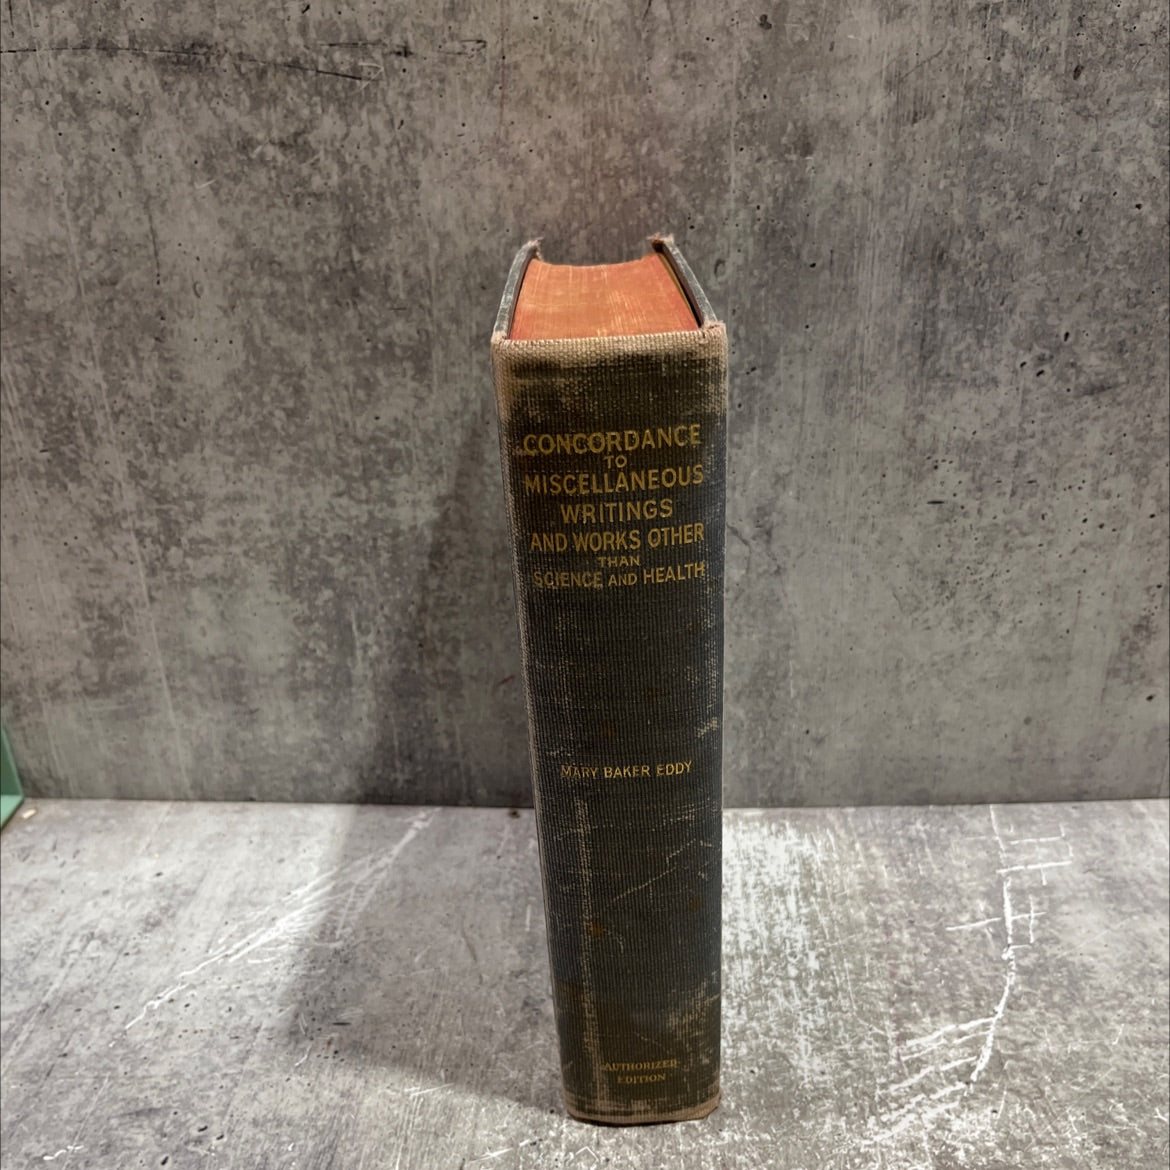 CONCORDANCE
TO
MISCELLANEOUS
WRITINGS
AND WORKS OTHER
THAN
SCIENCE AND HEALTH
MARY BAKER EDDY
AUTHORIZED
EDITION